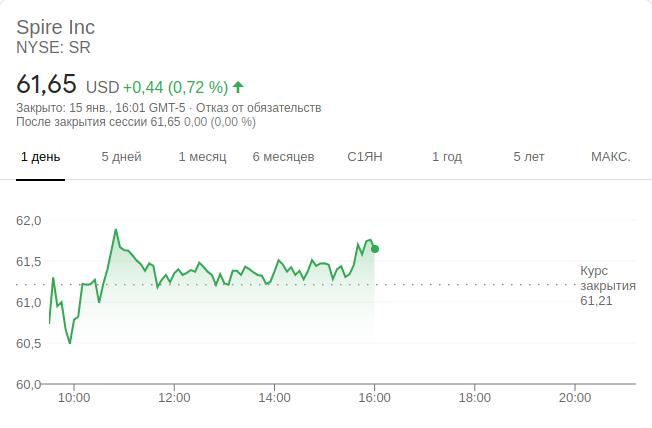 Spire Inc
NYSE: SR
61,65 USD +0,44 (0,72 %)
Закрыто: 15 янв., 16:01 GMT-5 · Отказ от обязательств
После закрытия сессии 61,65 0,00 (0,00 %)
1 день 5 дней 1 месяц 6 месяцев С1ЯН 1 год 5 лет МАКС.
62,0
61,5
Курс
закрытия
61,21
61,0
60,5
60,0
10:00 12:00 14:00 16:00 18:00 20:00